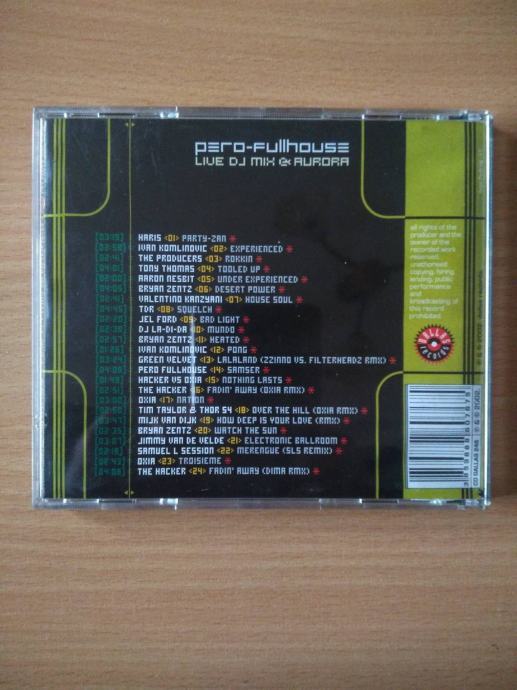 PERO-FULLHOUSE
LIVE DJ MIX @ AURORA
HARIS <01> PARTY-ZAN *
IVAN KOMLINOVIC <02> EXPERIENCED *
THE PRODUCERS <03> ROKKIN *
TONY THOMAS <04> TOOLED UP *
AARON NESBIT <05> UNDER EXPERIENCED *
BRYAN ZENTZ <06> DESERT POWER *
VALENTINO KANZYANI <07> HOUSE SOUL *
TDR <08> SQUELCH *
JEL FORD <09> BAD LIGHT *
DJ LA-DI-DA <10> MUNDO *
BRYAN ZENTZ <11> HEATED *
IVAN KOMLINOVIC <12> PONG *
GREEN VELVET <13> LALALAND (ZZINNO VS. FILTERHEADZ RMX) *
PERO FULLHOUSE <14> SAMSER *
HACKER VS OXIA <15> NOTHING LASTS *
THE HACKER <16> FADIN' AWAY (OXIA RMX) *
OXIA <17> NATION *
TIM TAYLOR & THOR 54 <18> OVER THE HILL (OXIA RMX) *
MIJK VAN DIJK <19> HOW DEEP IS YOUR LOVE (RMX) *
BRYAN ZENTZ <20> WATCH THE SUN *
JIMMY VAN DE VELDE <21> ELECTRONIC BALLROOM *
SAMUEL L SESSION <22> MERENGUE (SLS REMIX) *
OXIA <23> TROISIEME *
THE HACKER <24> FADIN' AWAY (DIMA RMX) *
all rights of the
producer and the
owner of the
recorded work
reserved,
unauthorised
copying, hiring,
lending, public
performance
and
broadcasting of
this record
prohibited.
DALLAS
records